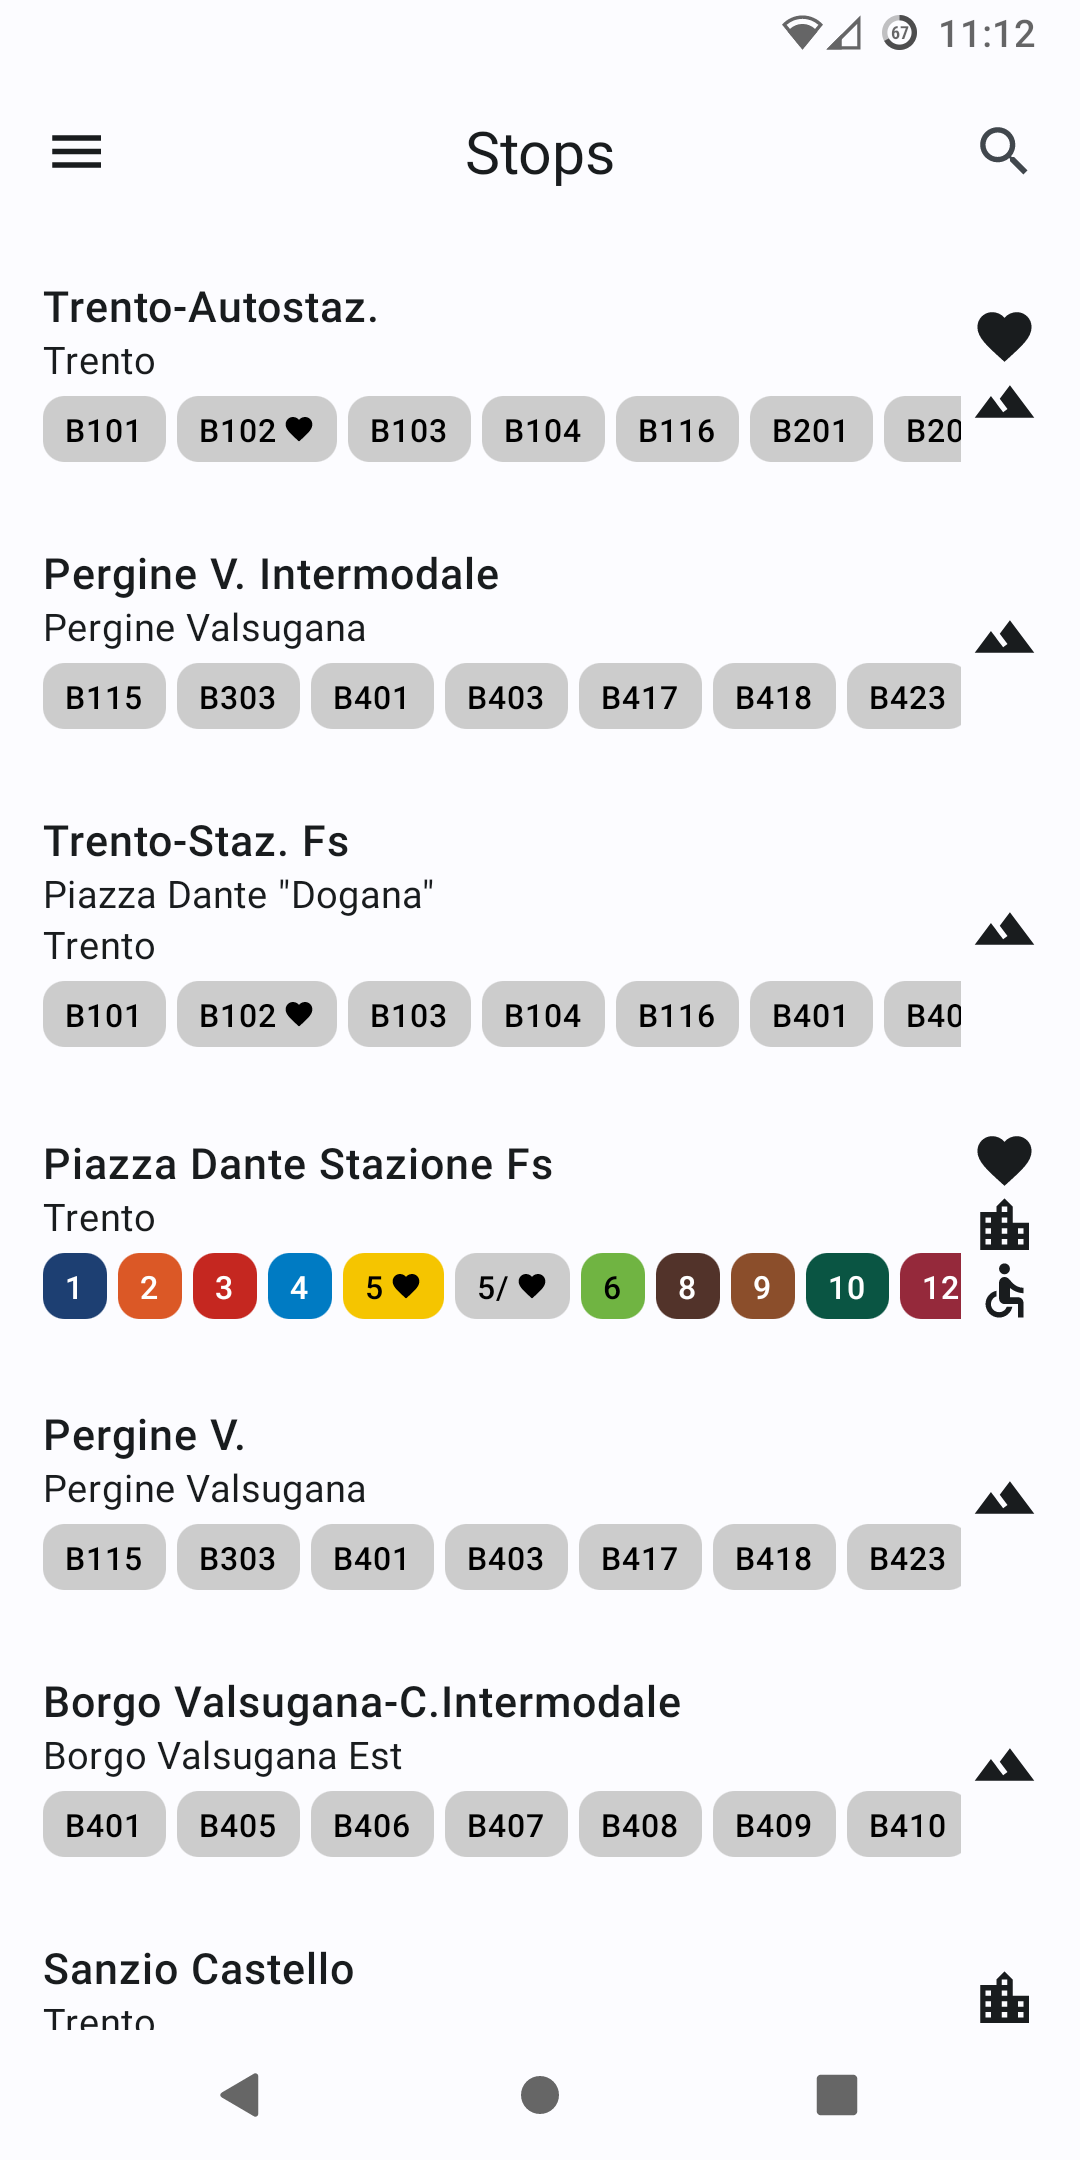 67 11:12
Stops
Trento-Autostaz.
Trento
B101 B102 B103 B104 B116 B201 B20
Pergine V. Intermodale
Pergine Valsugana
B115 B303 B401 B403 B417 B418 B423
Trento-Staz. Fs
Piazza Dante "Dogana"
Trento
B101 B102 B103 B104 B116 B401 B40
Piazza Dante Stazione Fs
Trento
1 2 3 4 5 5/ 6 8 9 10 12
Pergine V.
Pergine Valsugana
B115 B303 B401 B403 B417 B418 B423
Borgo Valsugana-C.Intermodale
Borgo Valsugana Est
B401 B405 B406 B407 B408 B409 B410
Sanzio Castello
Trento